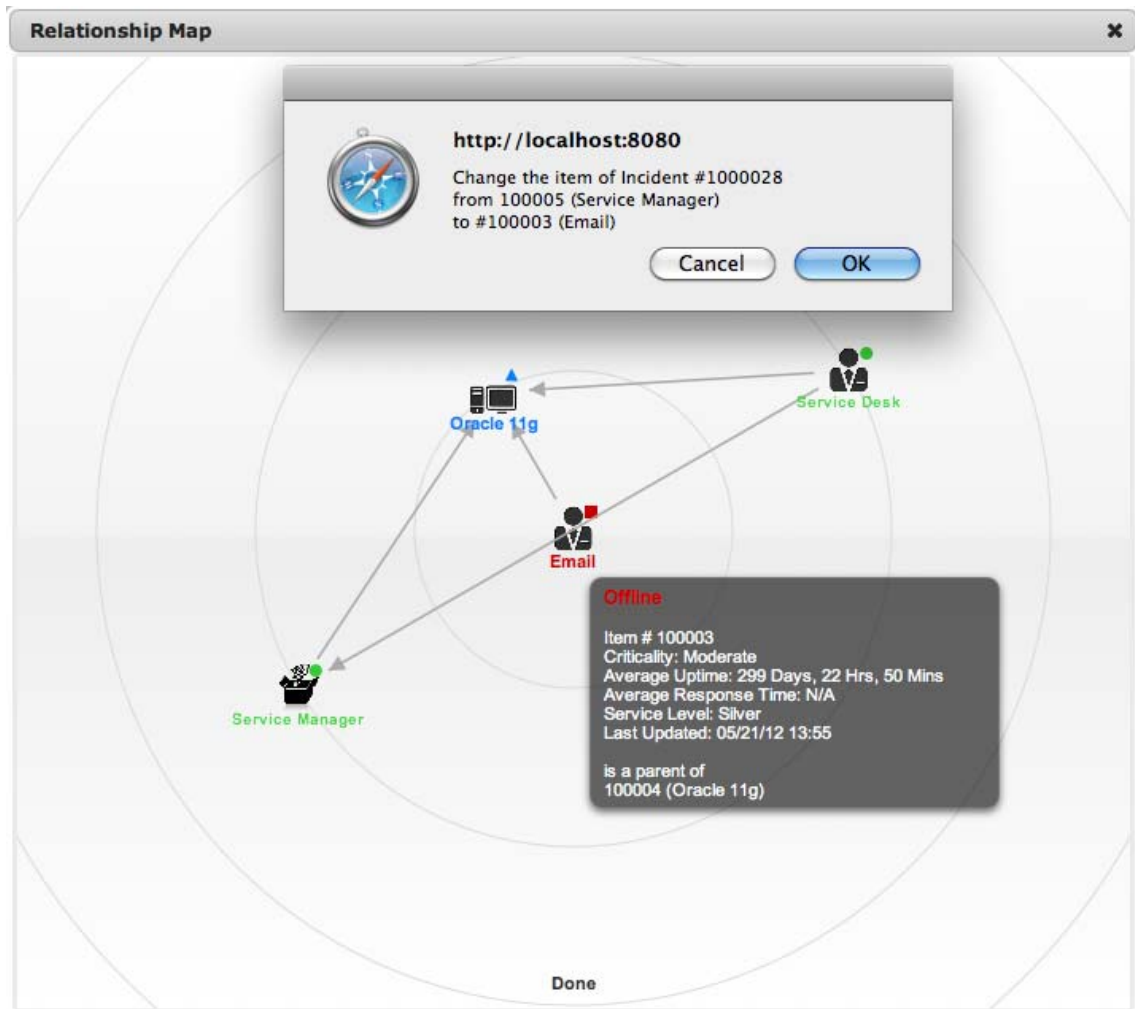 Relationship Map
http://localhost:8080
Change the item of Incident #1000028
from 100005 (Service Manager)
to #100003 (Email)
Cancel
OK
Service Desk
Oracle 11g
Email
Offline
Item # 100003
Criticality: Moderate
Average Uptime: 299 Days, 22 Hrs, 50 Mins
Average Response Time: N/A
Service Level: Silver
Last Updated: 05/21/12 13:55
is a parent of
100004 (Oracle 11g)
Service Manager
Done